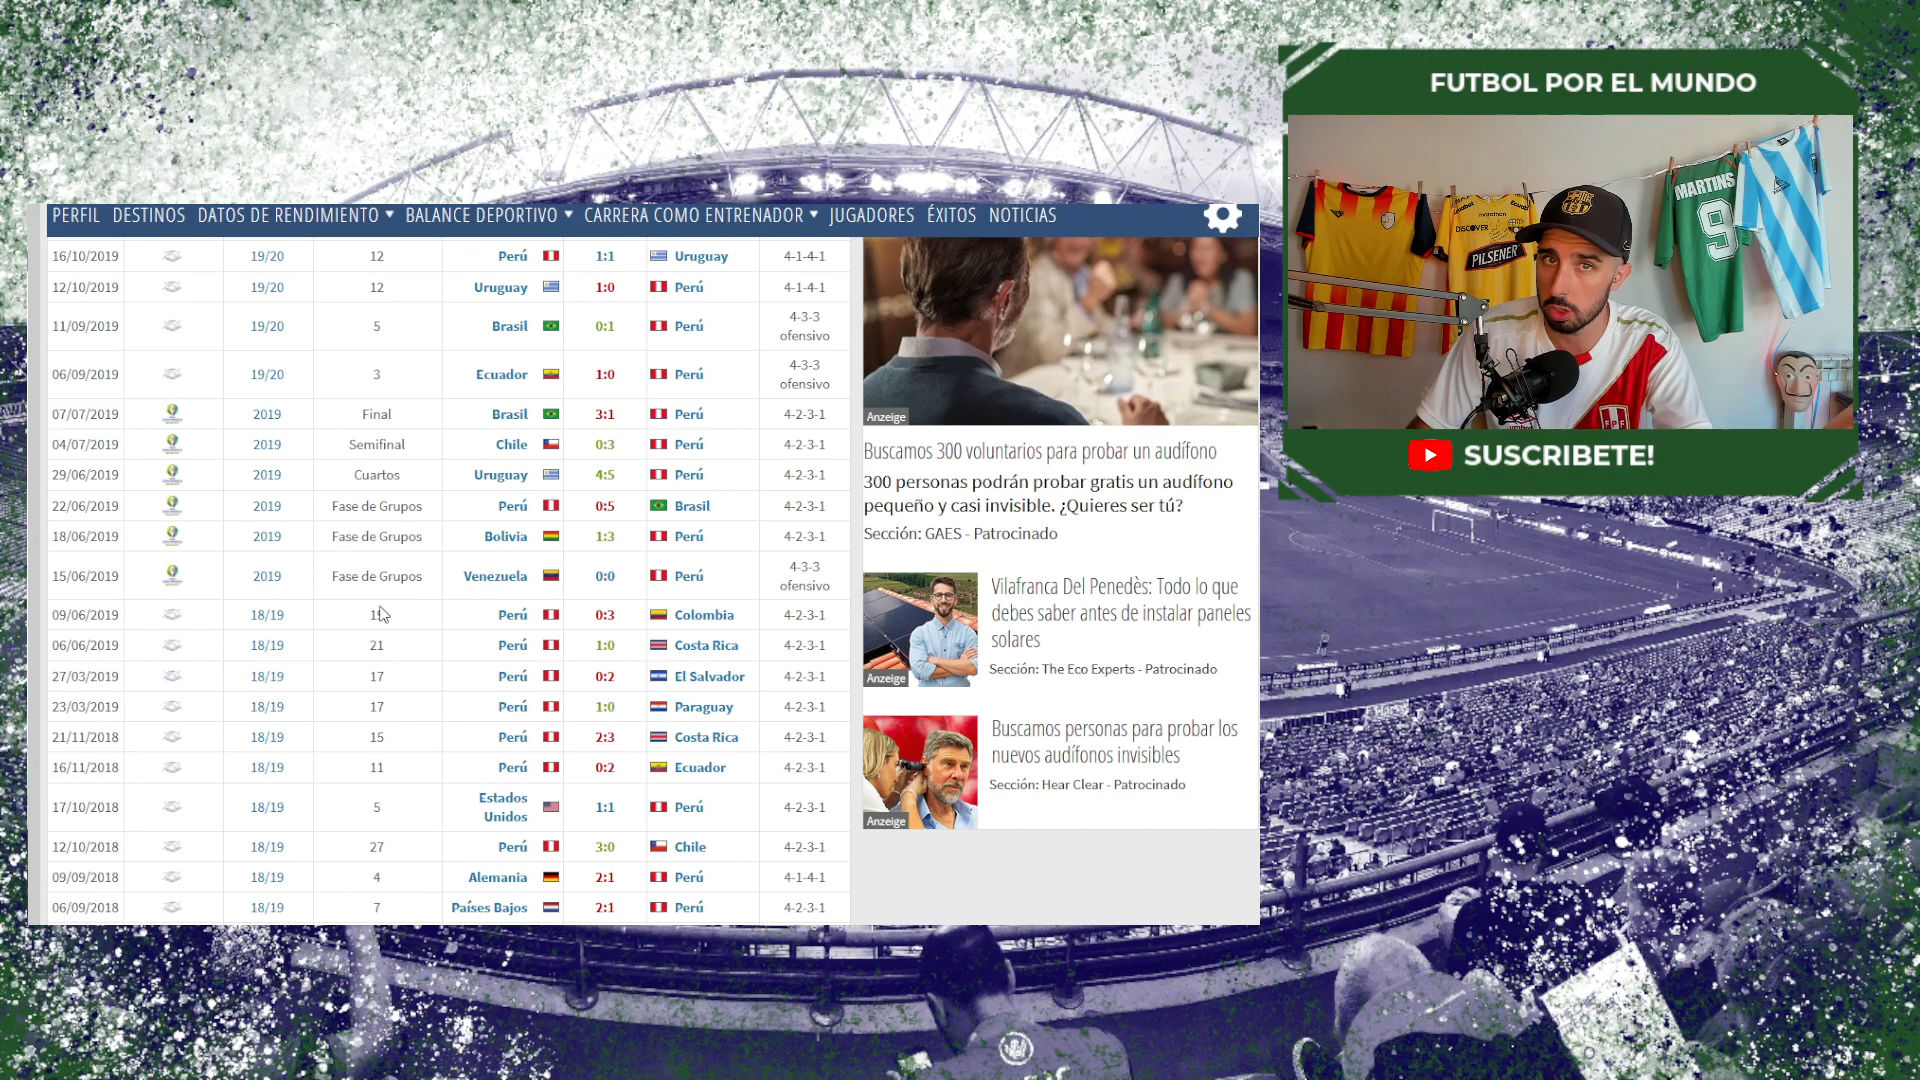 FUTBOL POR EL MUNDO
MARTINS
9
marathon
DISCOVER
PILSENER
FPF
SUSCRIBETE!
PERFIL DESTINOS DATOS DE RENDIMIENTO BALANCE DEPORTIVO CARRERA COMO ENTRENADOR JUGADORES ÉXITOS NOTICIAS
16/10/2019 19/20 12 Perú 1:1 Uruguay 4-1-4-1
12/10/2019 19/20 12 Uruguay 1:0 Perú 4-1-4-1
11/09/2019 19/20 5 Brasil 0:1 Perú 4-3-3 ofensivo
06/09/2019 19/20 3 Ecuador 1:0 Perú 4-3-3 ofensivo
07/07/2019 2019 Final Brasil 3:1 Perú 4-2-3-1
04/07/2019 2019 Semifinal Chile 0:3 Perú 4-2-3-1
29/06/2019 2019 Cuartos Uruguay 4:5 Perú 4-2-3-1
22/06/2019 2019 Fase de Grupos Perú 0:5 Brasil 4-2-3-1
18/06/2019 2019 Fase de Grupos Bolivia 1:3 Perú 4-2-3-1
15/06/2019 2019 Fase de Grupos Venezuela 0:0 Perú 4-3-3 ofensivo
09/06/2019 18/19 Perú 0:3 Colombia 4-2-3-1
06/06/2019 18/19 21 Perú 1:0 Costa Rica 4-2-3-1
27/03/2019 18/19 17 Perú 0:2 El Salvador 4-2-3-1
23/03/2019 18/19 17 Perú 1:0 Paraguay 4-2-3-1
21/11/2018 18/19 15 Perú 2:3 Costa Rica 4-2-3-1
16/11/2018 18/19 11 Perú 0:2 Ecuador 4-2-3-1
17/10/2018 18/19 5 Estados Unidos 1:1 Perú 4-2-3-1
12/10/2018 18/19 27 Perú 3:0 Chile 4-2-3-1
09/09/2018 18/19 4 Alemania 2:1 Perú 4-1-4-1
06/09/2018 18/19 7 Países Bajos 2:1 Perú 4-2-3-1
Anzeige
Buscamos 300 voluntarios para probar un audífono
300 personas podrán probar gratis un audífono
pequeño y casi invisible. ¿Quieres ser tú?
Sección: GAES - Patrocinado
Anzeige
Vilafranca Del Penedès: Todo lo que
debes saber antes de instalar paneles
solares
Sección: The Eco Experts - Patrocinado
Anzeige
Buscamos personas para probar los
nuevos audífonos invisibles
Sección: Hear Clear - Patrocinado